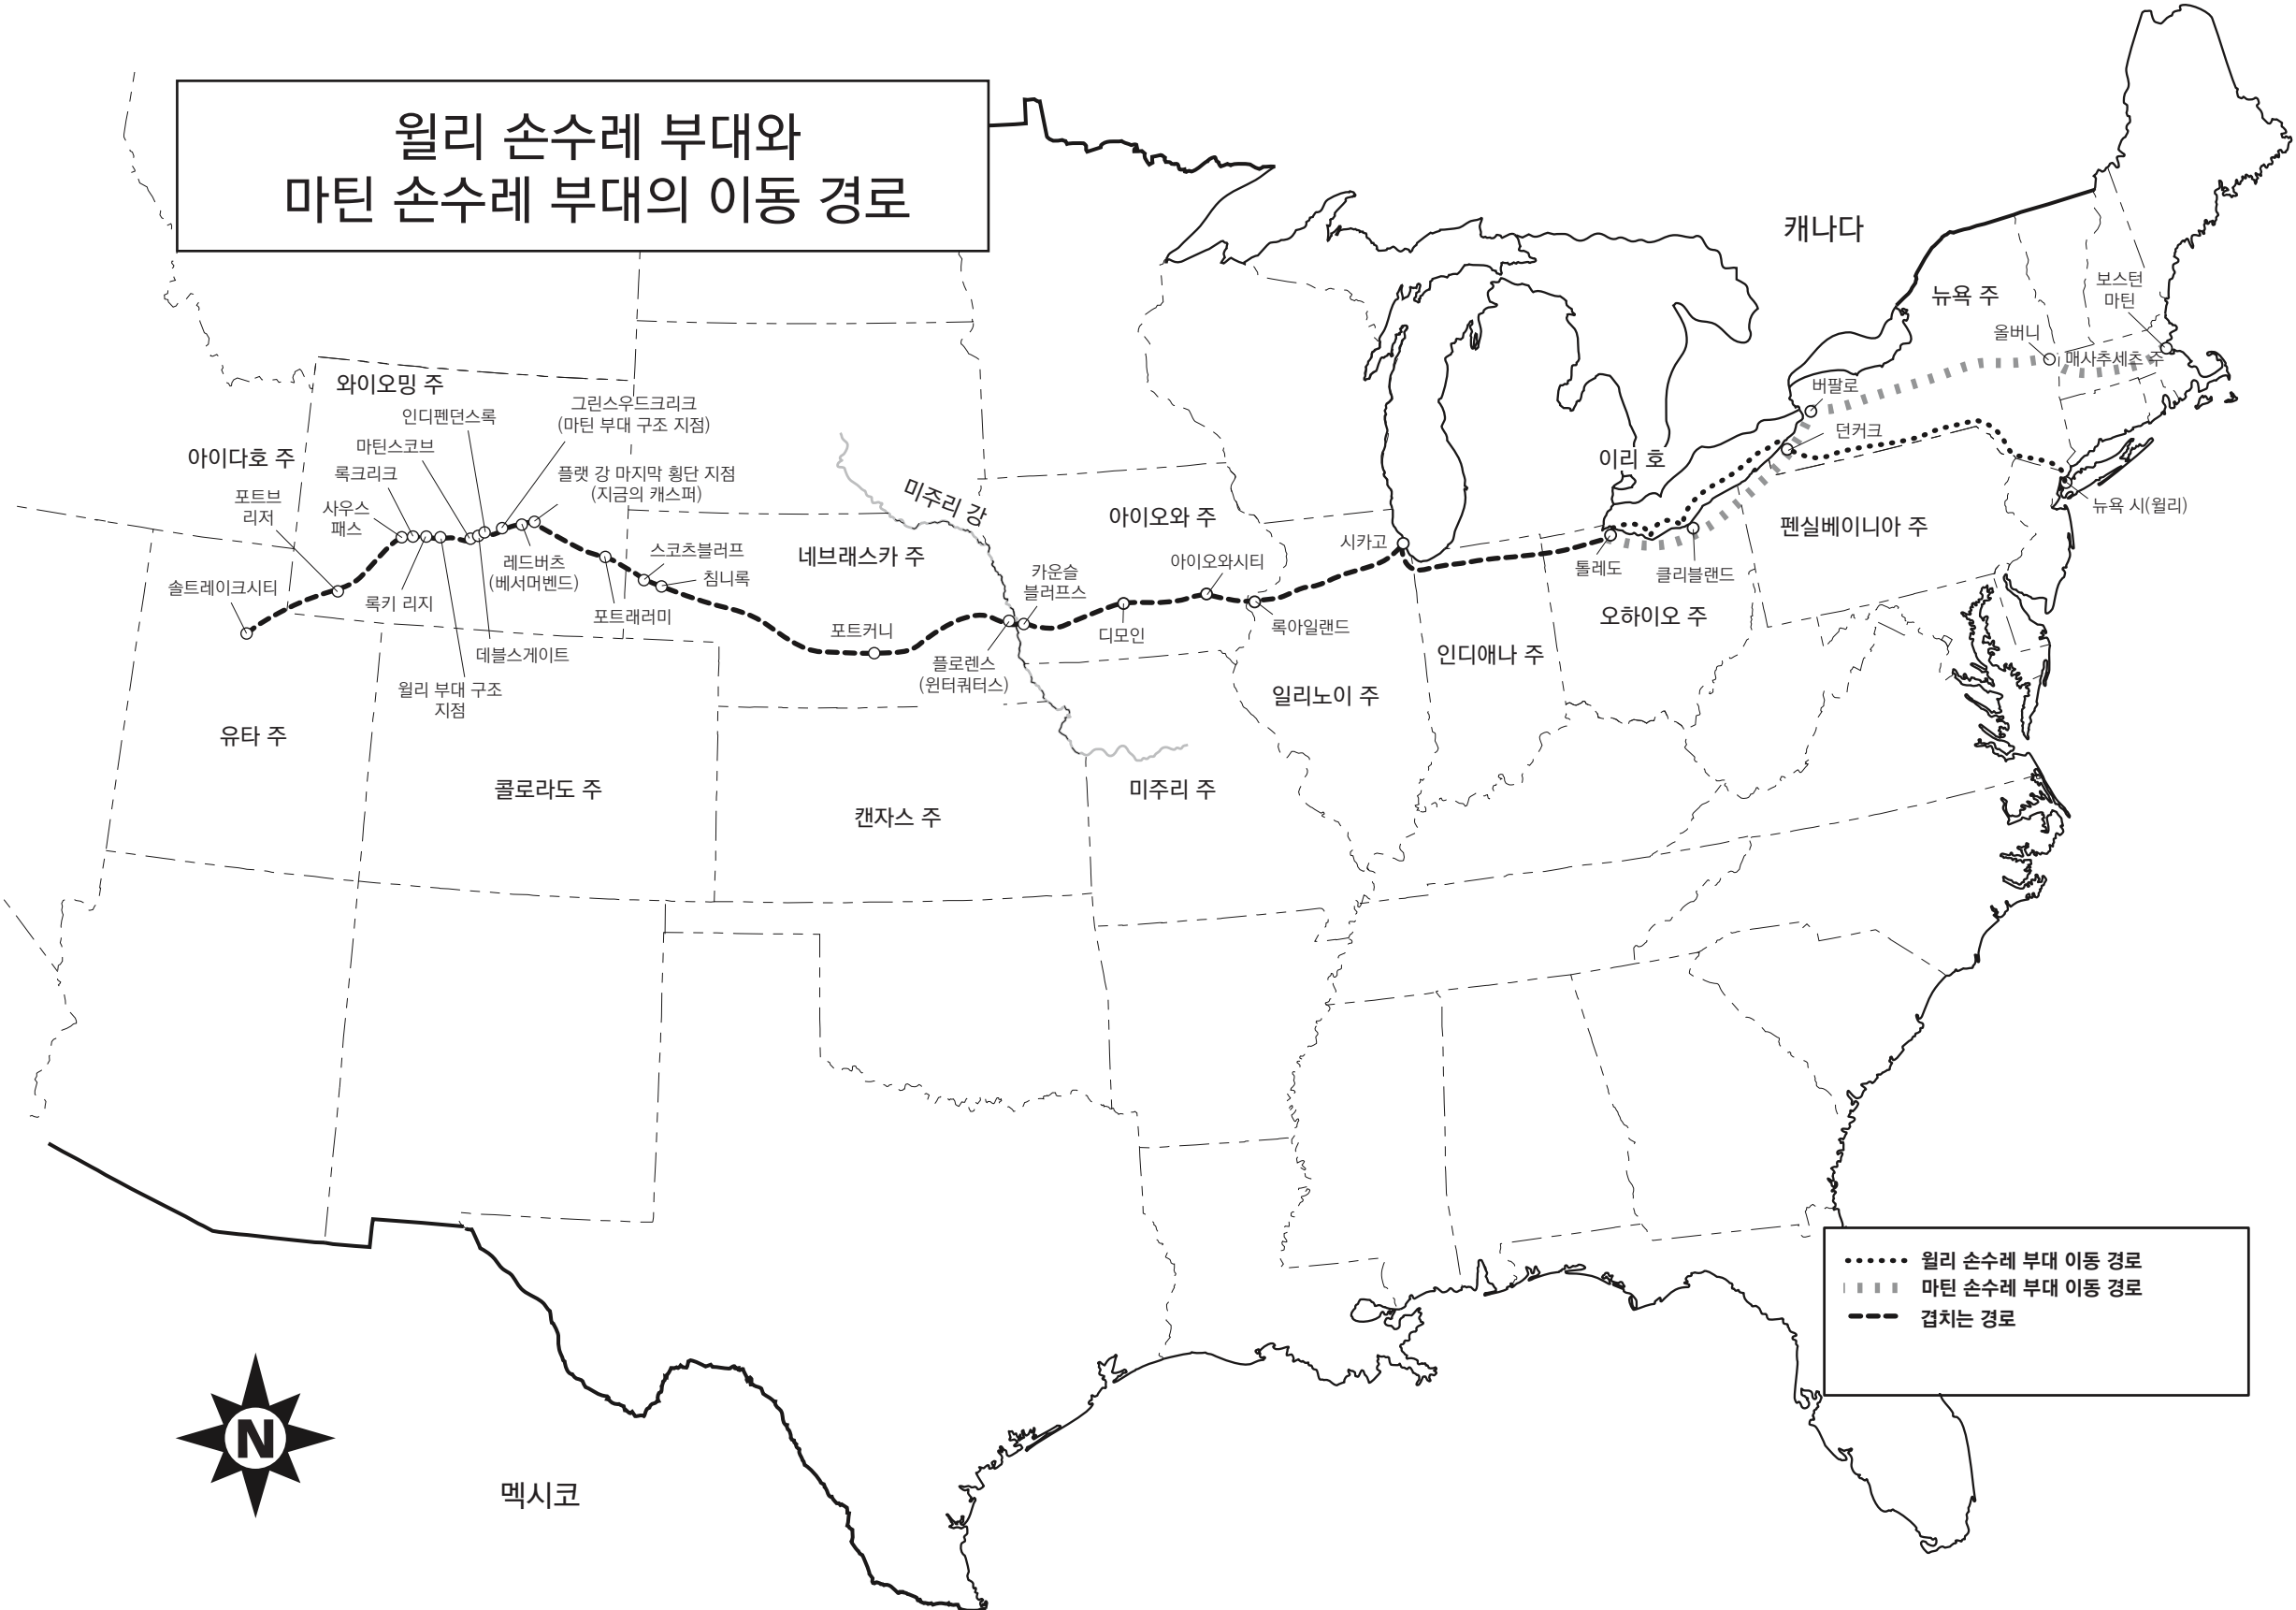 윌리 손수레 부대와
마틴 손수레 부대의 이동 경로
캐나다
뉴욕 주
보스턴
마틴
올버니
매사추세츠 주
버팔로
던커크
이리 호
뉴욕 시(윌리)
펜실베이니아 주
와이오밍 주
그린스우드크리크
(마틴 부대 구조 지점)
인디펜던스록
마틴스코브
아이다호 주
록크리크
플랫 강 마지막 횡단 지점
(지금의 캐스퍼)
포트브
리저
사우스
패스
미주리 강
아이오와 주
시카고
톨레도
클리블랜드
오하이오 주
레드버츠
(베서머벤드)
스코츠블러프
침니록
네브래스카 주
카운슬
블러프스
아이오와시티
솔트레이크시티
록키 리지
포트래러미
포트커니
디모인
록아일랜드
데블스게이트
플로렌스
(윈터쿼터스)
인디애나 주
윌리 부대 구조
지점
일리노이 주
유타 주
콜로라도 주
캔자스 주
미주리 주
윌리 손수레 부대 이동 경로
마틴 손수레 부대 이동 경로
겹치는 경로
N
멕시코